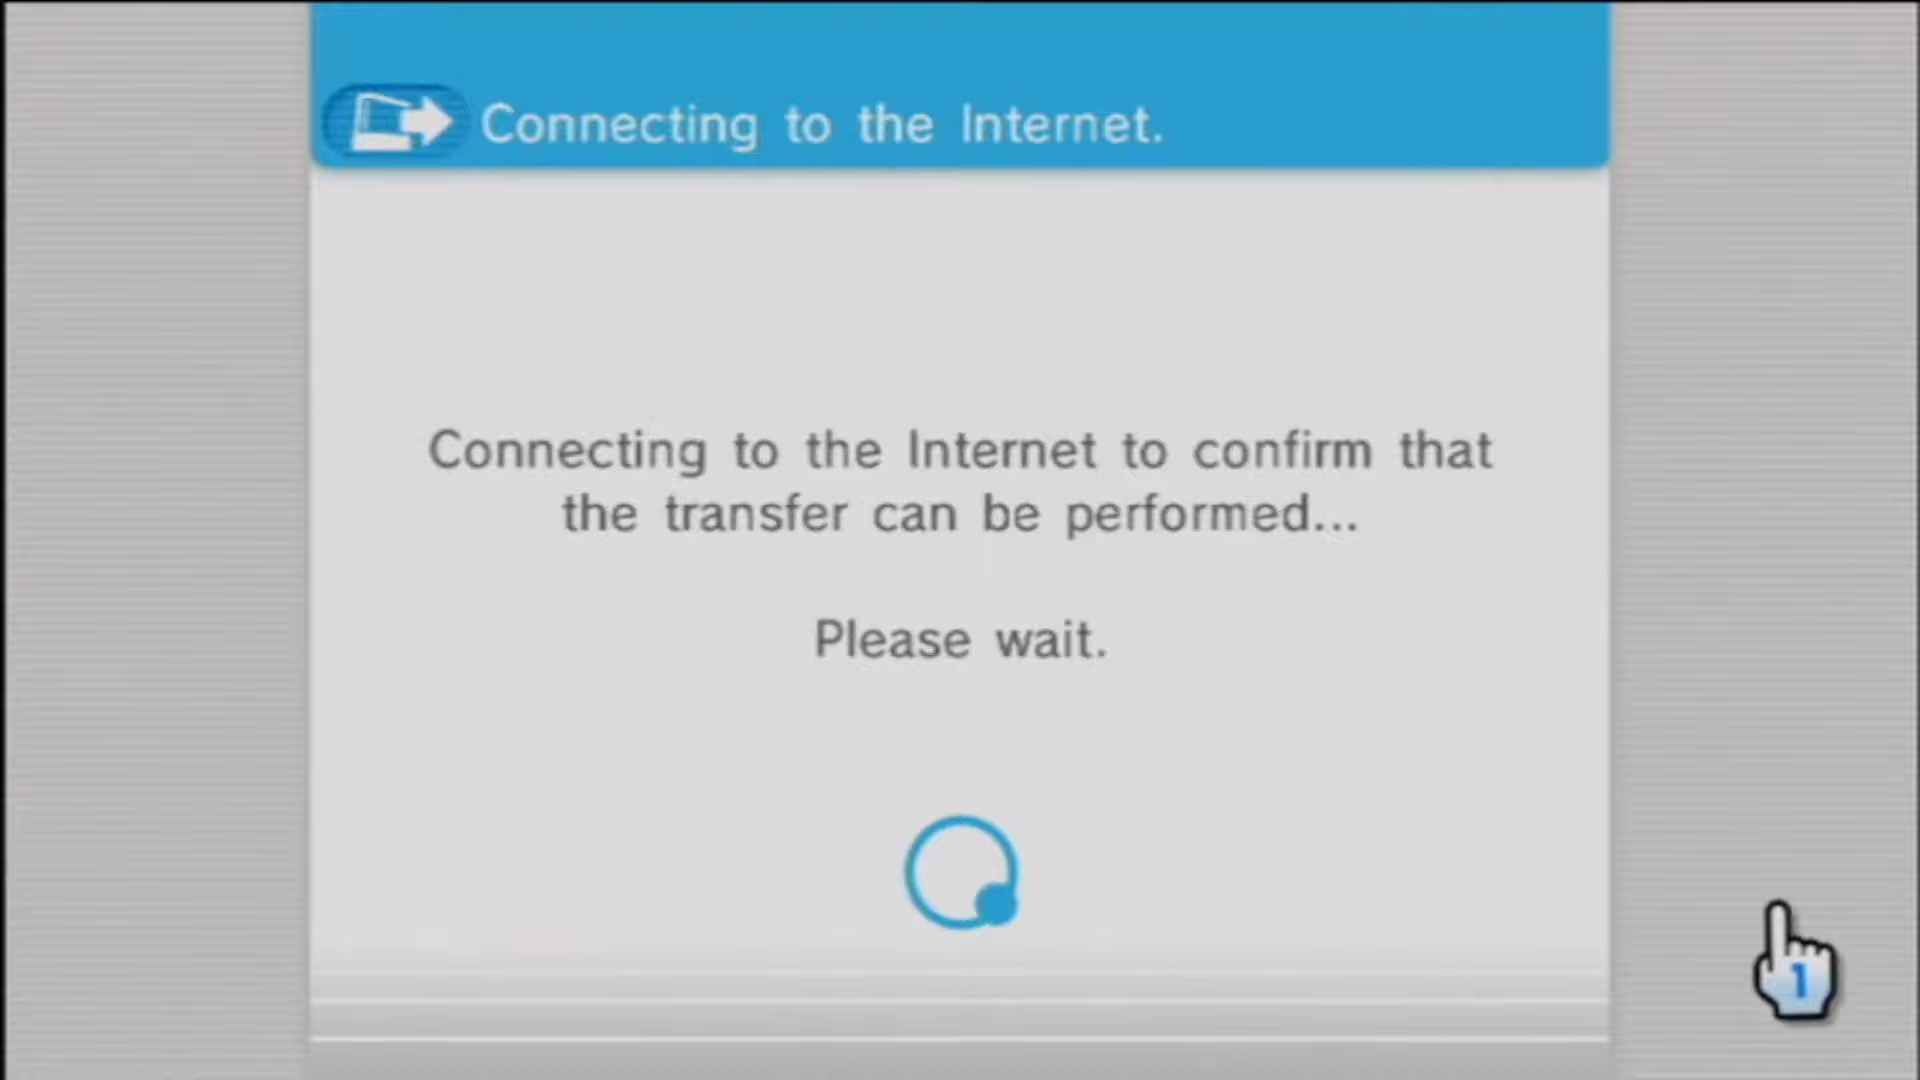 Connecting to the Internet.
Connecting to the Internet to confirm that
the transfer can be performed...
Please wait.
1